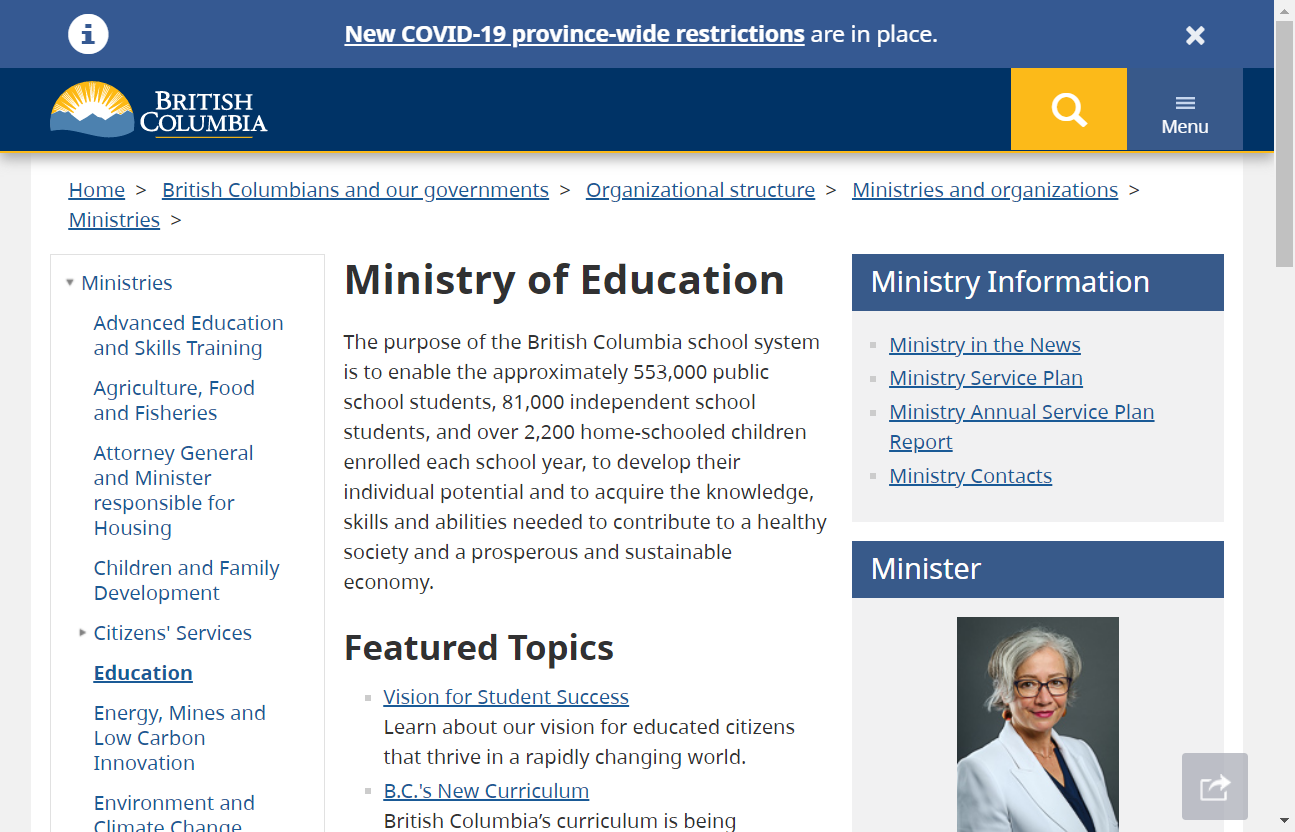 New COVID-19 province-wide restrictions are in place.
BRITISH
COLUMBIA
Menu
Home > British Columbians and our governments > Organizational structure > Ministries and organizations >
Ministries >
Ministries
Advanced Education
and Skills Training
Agriculture, Food
and Fisheries
Attorney General
and Minister
responsible for
Housing
Children and Family
Development
Citizens' Services
Education
Energy, Mines and
Low Carbon
Innovation
Environment and
Climate Change
Ministry of Education
The purpose of the British Columbia school system
is to enable the approximately 553,000 public
school students, 81,000 independent school
students, and over 2,200 home-schooled children
enrolled each school year, to develop their
individual potential and to acquire the knowledge,
skills and abilities needed to contribute to a healthy
society and a prosperous and sustainable
economy.
Featured Topics
Vision for Student Success
Learn about our vision for educated citizens
that thrive in a rapidly changing world.
B.C.'s New Curriculum
British Columbia’s curriculum is being
Ministry Information
Ministry in the News
Ministry Service Plan
Ministry Annual Service Plan
Report
Ministry Contacts
Minister